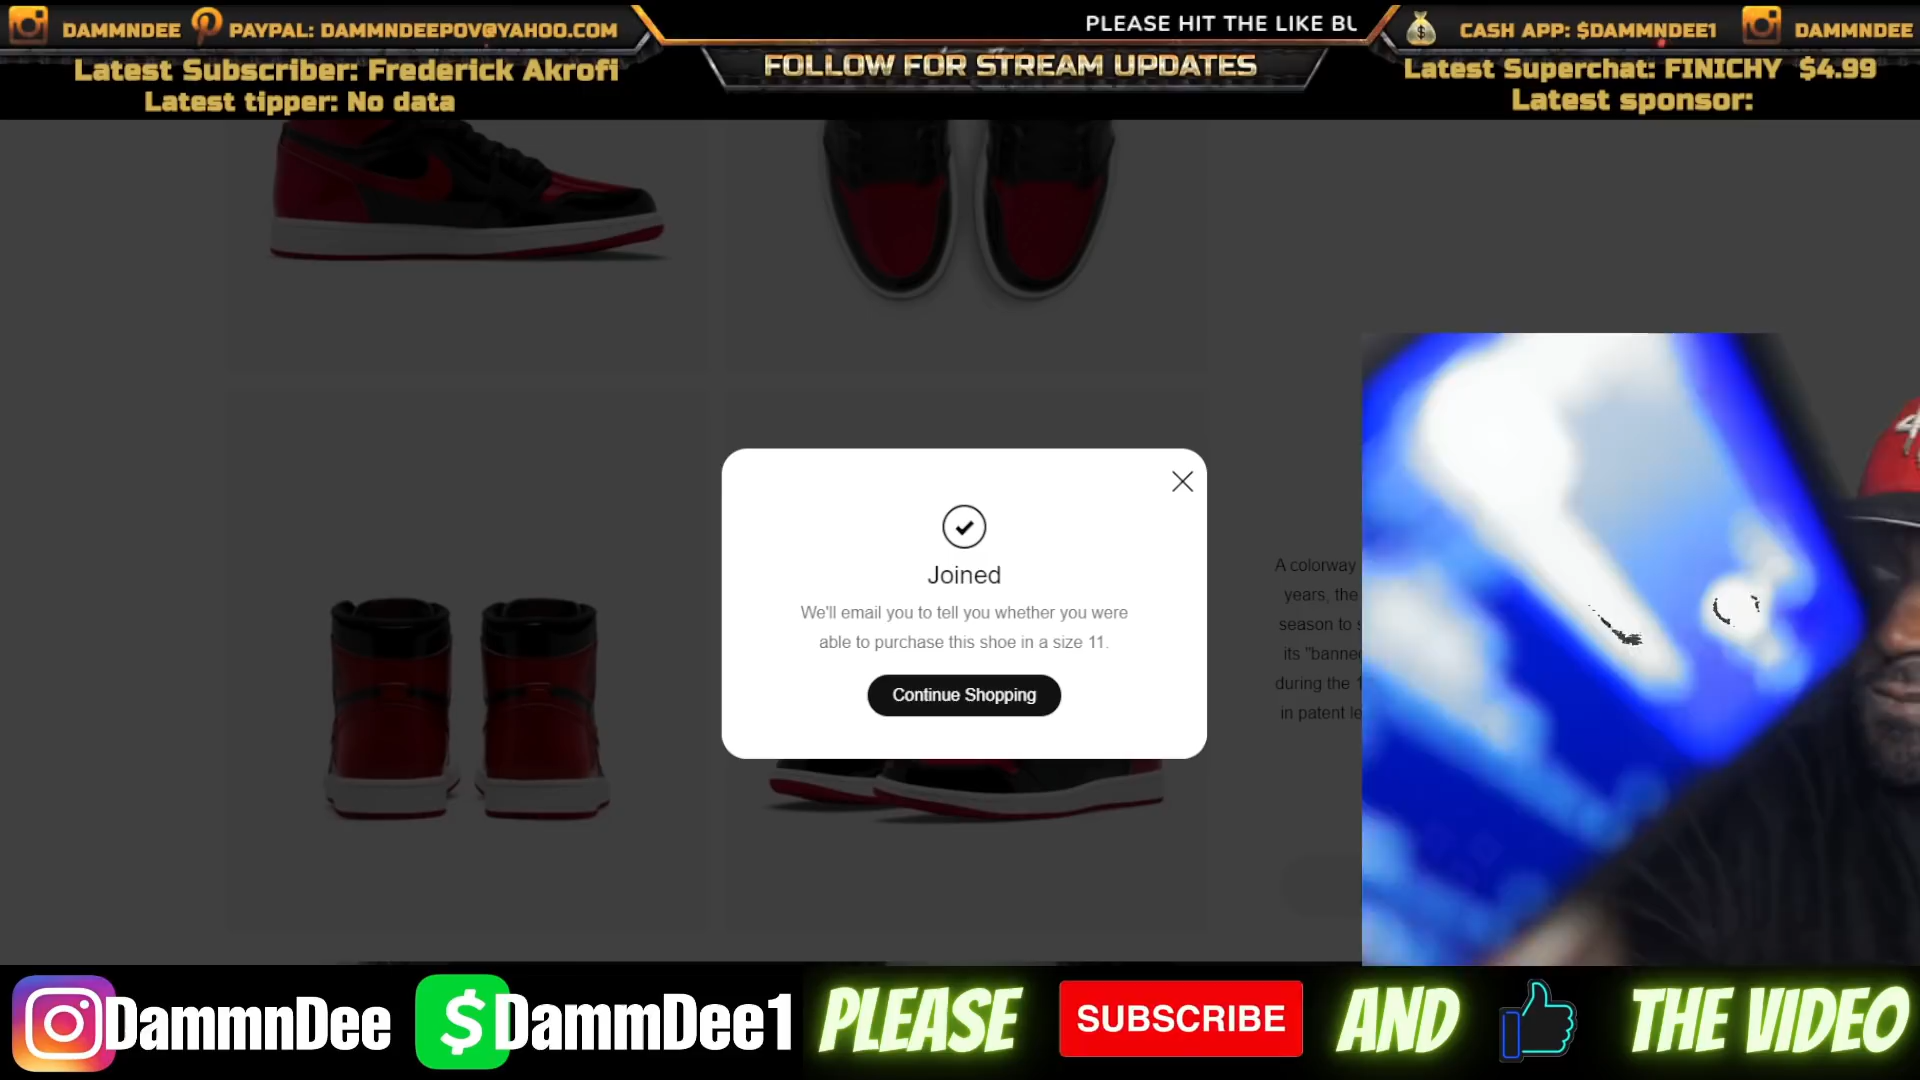 DAMMNDEE PAYPAL: DAMMNDEEPOV@YAHOO.COM
Latest Subscriber: Frederick Akrofi
Latest tipper: No data
PLEASE HIT THE LIKE BU
FOLLOW FOR STREAM UPDATES
CASH APP: $DAMMNDEE1 DAMMNDEE
Latest Superchat: FINICHY $4.99
Latest sponsor:
Joined
We'll email you to tell you whether you were
able to purchase this shoe in a size 11.
Continue Shopping
A colorway
years, the
season to
its "banned
during the
in patent le
DammnDee $ DammDee1 PLEASE SUBSCRIBE AND THE VIDEO